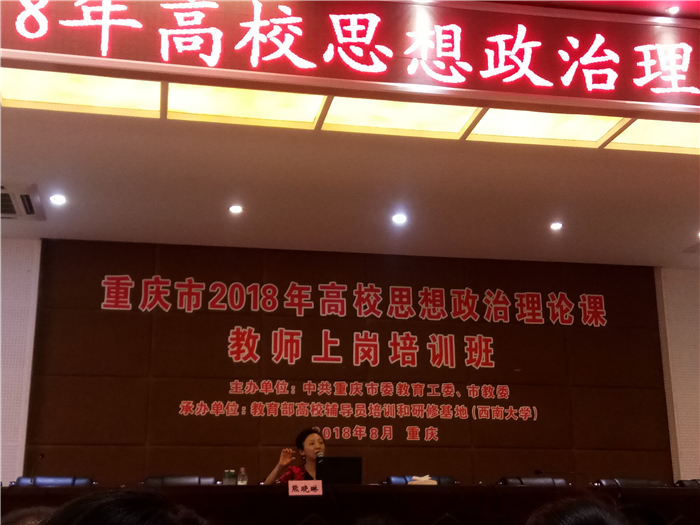 8年高校思想政治理
重庆市2018年高校思想政治理论课
教师上岗培训班
主办单位：中共重庆市委教育工委、市教委
承办单位：教育部高校辅导员培训和研修基地(西南大学)
2018年8月 重庆
熊晓琳